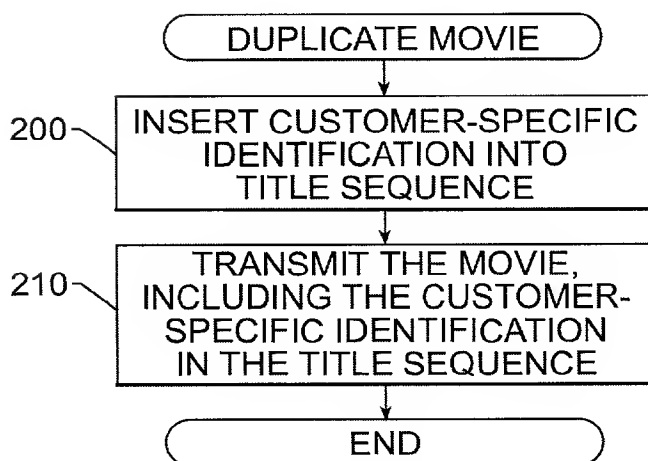 DUPLICATE MOVIE
200
INSERT CUSTOMER-SPECIFIC
IDENTIFICATION INTO
TITLE SEQUENCE
210
TRANSMIT THE MOVIE,
INCLUDING THE CUSTOMER-
SPECIFIC IDENTIFICATION
IN THE TITLE SEQUENCE
END